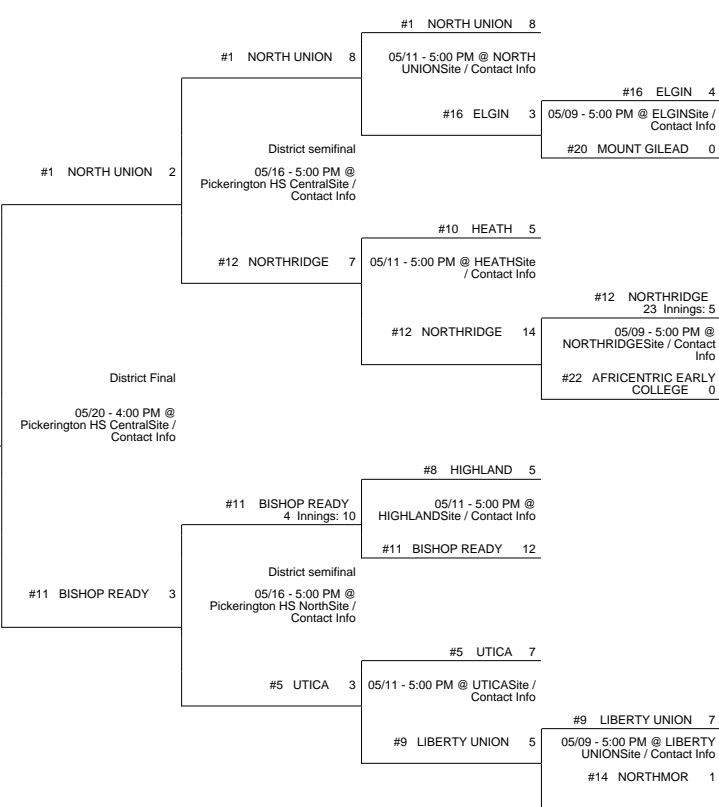 #1 NORTH UNION 8
#1 NORTH UNION 8
05/11 - 5:00 PM @ NORTH
UNIONSite / Contact Info
#16 ELGIN 4
#16 ELGIN 3
05/09 - 5:00 PM @ ELGINSite /
Contact Info
#20 MOUNT GILEAD 0
District semifinal
#1 NORTH UNION 2
05/16 - 5:00 PM @
Pickerington HS CentralSite /
Contact Info
#10 HEATH 5
#12 NORTHRIDGE 7
05/11 - 5:00 PM @ HEATHSite
/ Contact Info
#12 NORTHRIDGE
23 Innings: 5
#12 NORTHRIDGE 14
05/09 - 5:00 PM @
NORTHRIDGESite / Contact
Info
#22 AFRICENTRIC EARLY
COLLEGE 0
District Final
05/20 - 4:00 PM @
Pickerington HS CentralSite /
Contact Info
#8 HIGHLAND 5
#11 BISHOP READY
4 Innings: 10
05/11 - 5:00 PM @
HIGHLANDSite / Contact Info
#11 BISHOP READY 12
District semifinal
#11 BISHOP READY 3
05/16 - 5:00 PM @
Pickerington HS NorthSite /
Contact Info
#5 UTICA 7
#5 UTICA 3
05/11 - 5:00 PM @ UTICASite /
Contact Info
#9 LIBERTY UNION 7
#9 LIBERTY UNION 5
05/09 - 5:00 PM @ LIBERTY
UNIONSite / Contact Info
#14 NORTHMOR 1